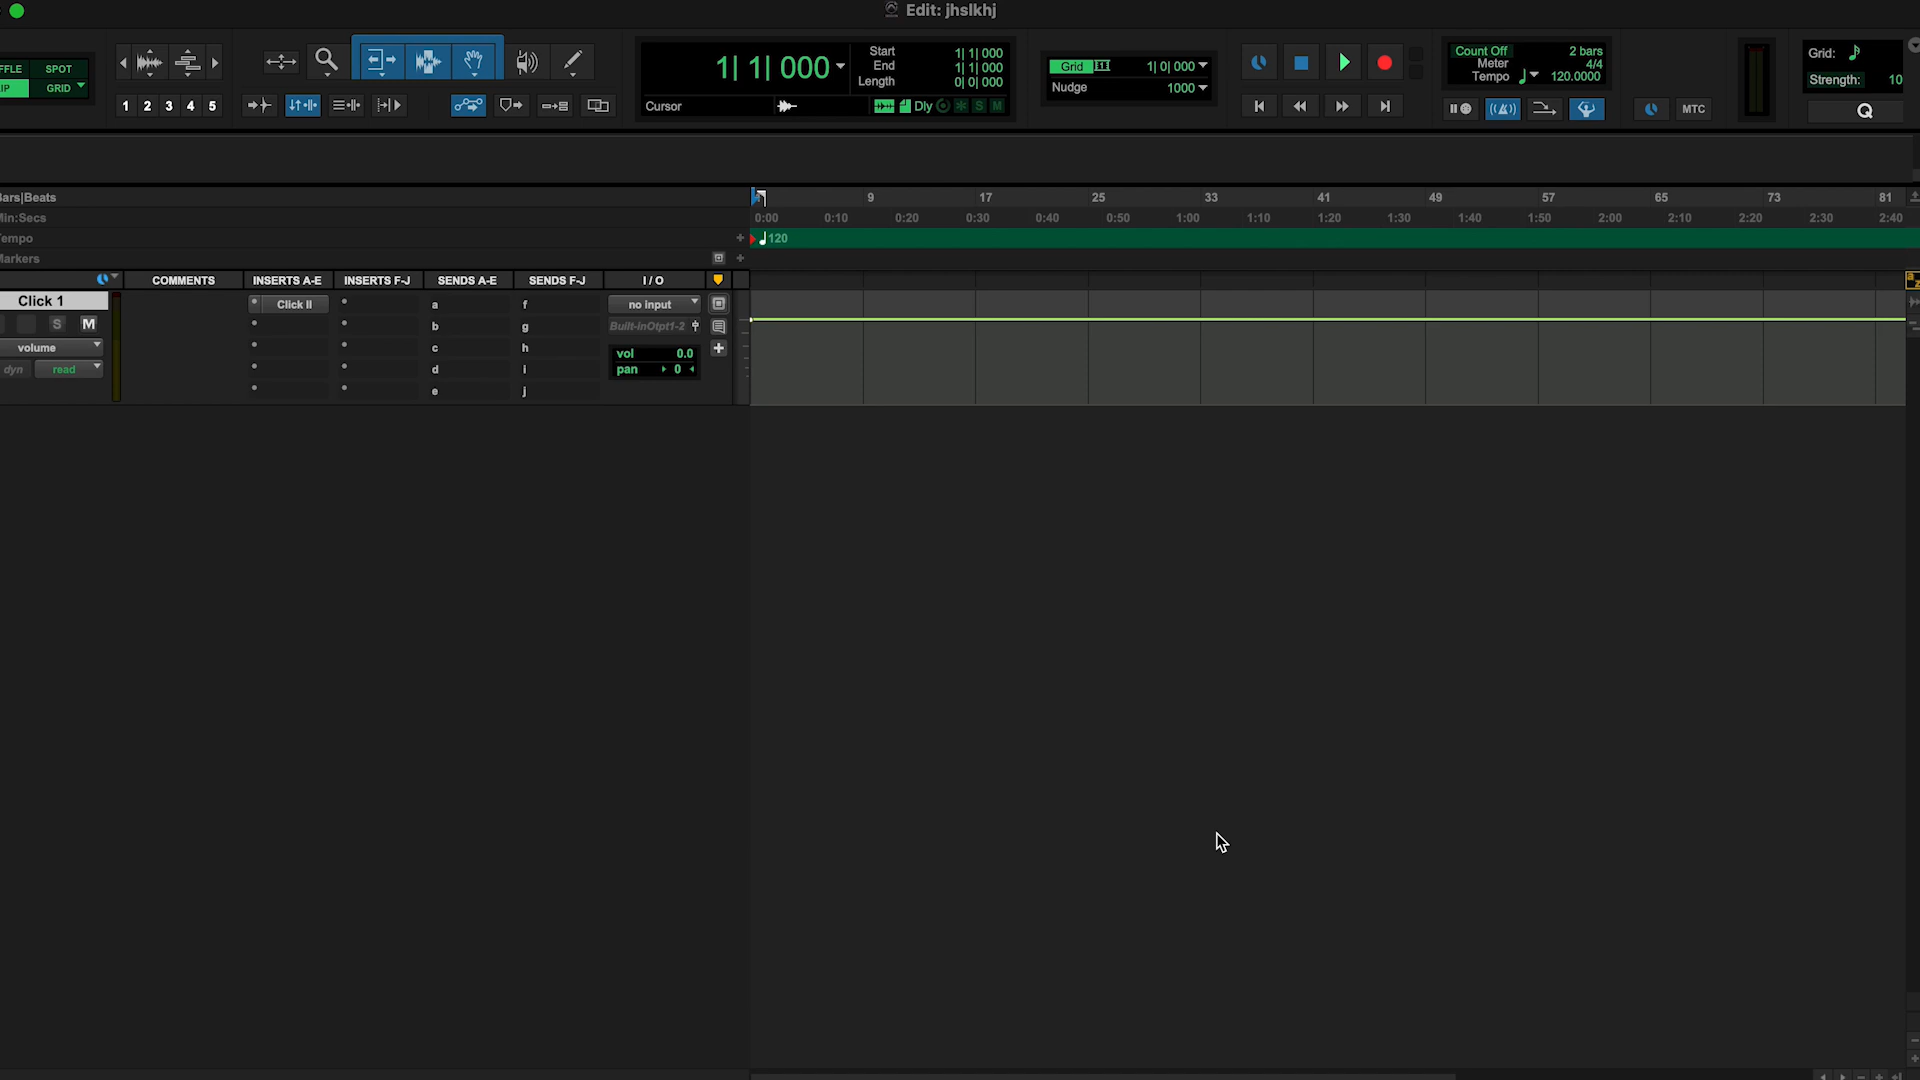 Edit: jhslkhj
FFLE SPOT
IP GRID
1 2 3 4 5
1| 1| 000
Start 1| 1| 000
End 1| 1| 000
Length 0| 0| 000
Cursor
Dly S M
Grid 1| 0| 000
Nudge 1000
Count Off 2 bars
Meter 4/4
Tempo 120.0000
MTC
Grid:
Strength: 10
Q
Bars|Beats 9 17 25 33 41 49 57 65 73 81
Min:Secs 0:00 0:10 0:20 0:30 0:40 0:50 1:00 1:10 1:20 1:30 1:40 1:50 2:00 2:10 2:20 2:30 2:40
Tempo 120
Markers
COMMENTS INSERTS A-E INSERTS F-J SENDS A-E SENDS F-J I / O
a
z
Click 1 Click II a f no input
S M b g Built-inOtpt1-2
volume c h vol 0.0
dyn read d i pan 0
e j